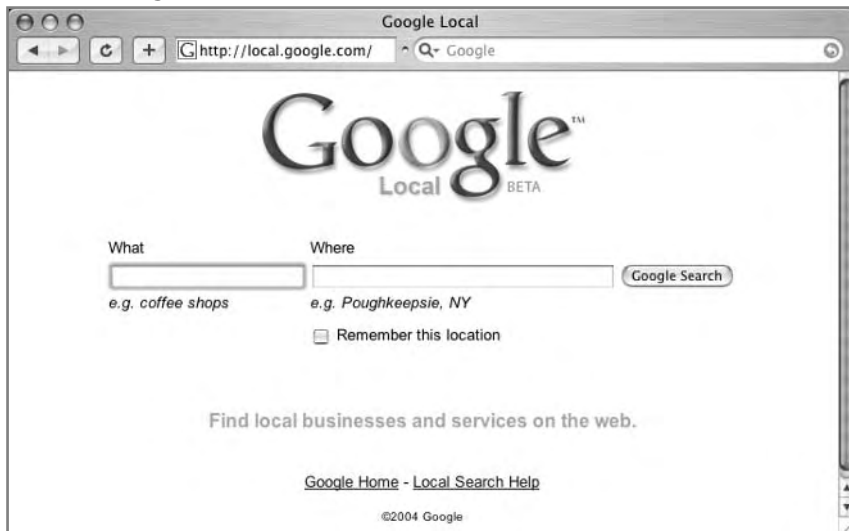 Google Local
G http://local.google.com/ Q Google
Google™
Local BETA
What Where
Google Search
e.g. coffee shops e.g. Poughkeepsie, NY
Remember this location
Find local businesses and services on the web.
Google Home - Local Search Help
©2004 Google